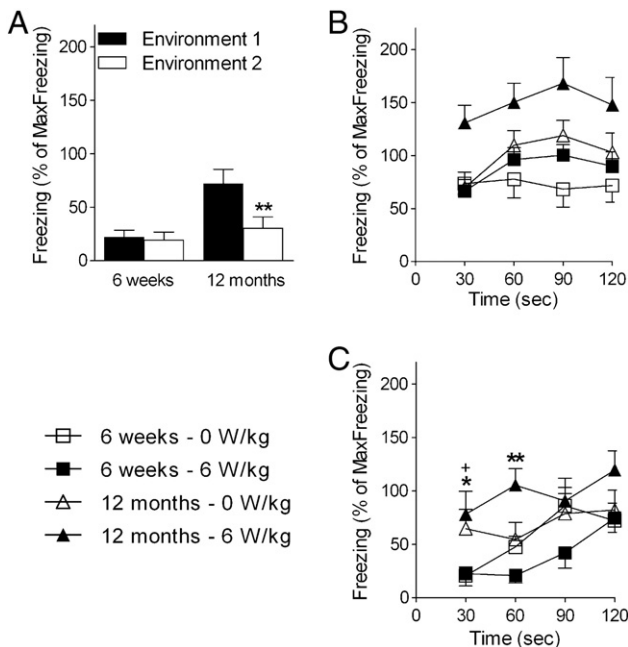 A
Freezing (% of MaxFreezing)
200
150
100
50
0
Environment 1
Environment 2
**
6 weeks
12 months
B
Freezing (% of MaxFreezing)
200
150
100
50
0
0 30 60 90 120
Time (sec)
C
Freezing (% of MaxFreezing)
200
150
100
50
0
+
*
**
0 30 60 90 120
Time (sec)
6 weeks - 0 W/kg
6 weeks - 6 W/kg
12 months - 0 W/kg
12 months - 6 W/kg